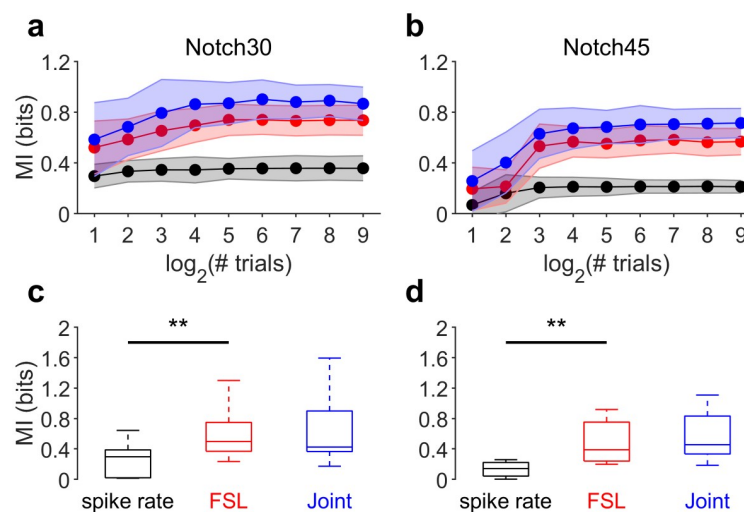 a
Notch30
b
Notch45
MI (bits)
1.2
0.8
0.4
0
1 2 3 4 5 6 7 8 9
log2(# trials)
1.2
0.8
0.4
0
1 2 3 4 5 6 7 8 9
log2(# trials)
c
d
MI (bits)
2
1.6
1.2
0.8
0.4
0
**
spike rate FSL Joint
2
1.6
1.2
0.8
0.4
0
**
spike rate FSL Joint